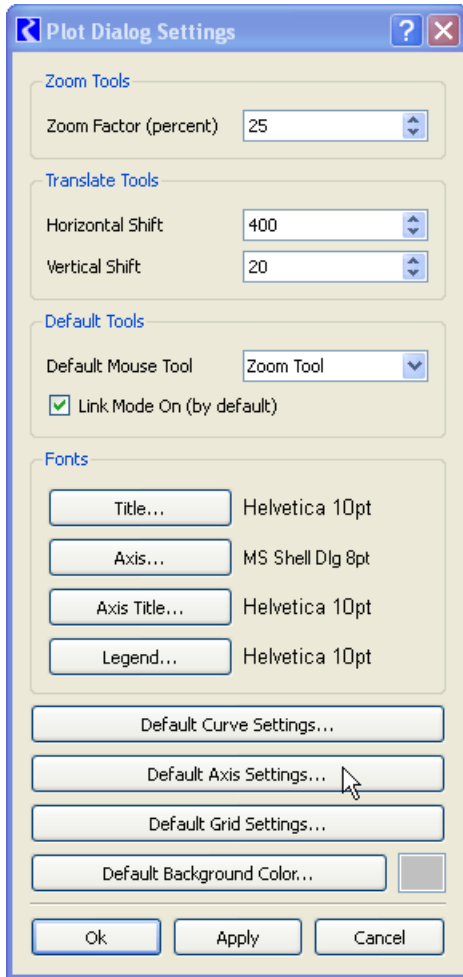 Plot Dialog Settings
Zoom Tools
Zoom Factor (percent) 25
Translate Tools
Horizontal Shift 400
Vertical Shift 20
Default Tools
Default Mouse Tool Zoom Tool
Link Mode On (by default)
Fonts
Title... Helvetica 10pt
Axis... MS Shell Dlg 8pt
Axis Title... Helvetica 10pt
Legend... Helvetica 10pt
Default Curve Settings...
Default Axis Settings...
Default Grid Settings...
Default Background Color...
Ok Apply Cancel